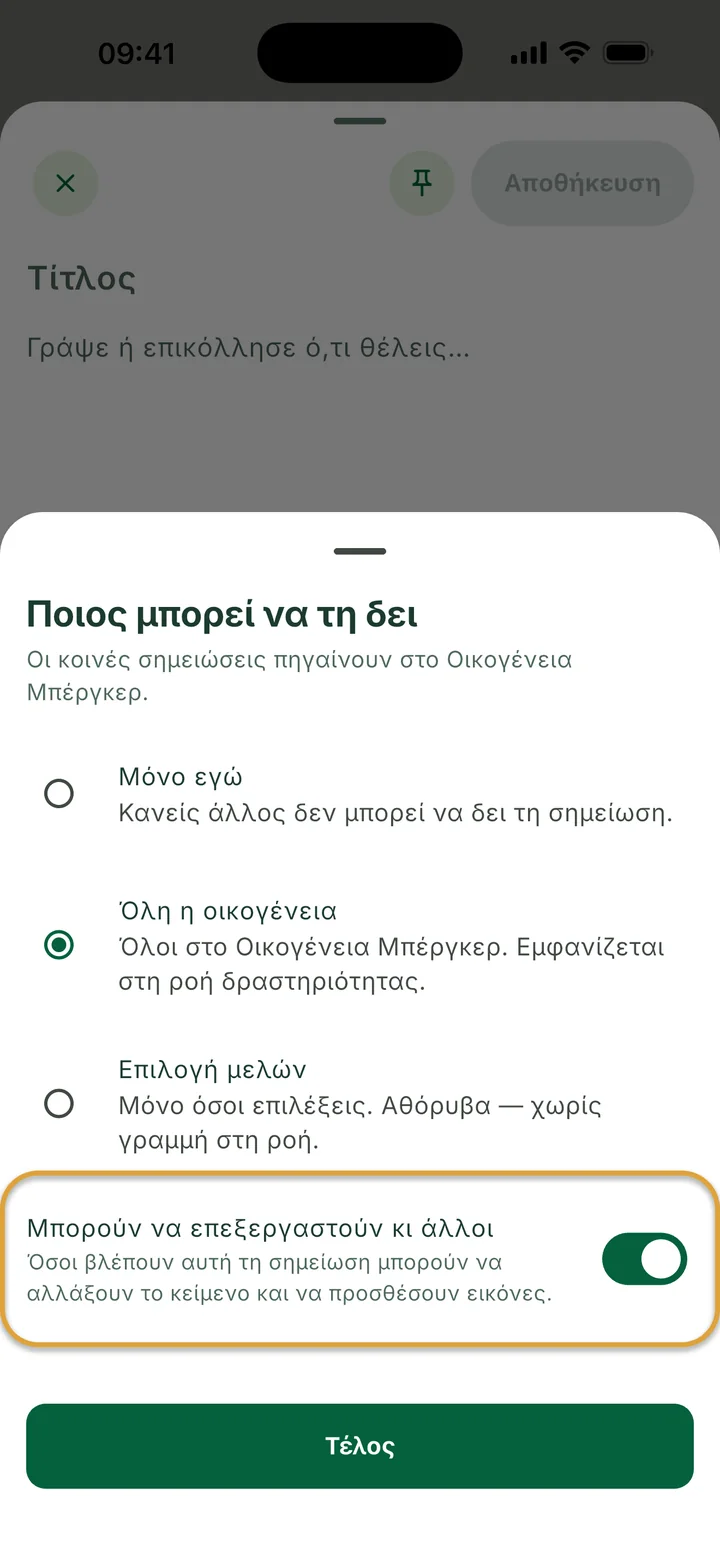 09:41
Αποθήκευση
Τίτλος
Γράψε ή επικόλλησε ό,τι θέλεις...
Ποιος μπορεί να τη δει
Οι κοινές σημειώσεις πηγαίνουν στο Οικογένεια
Μπέργκερ.
Μόνο εγώ
Κανείς άλλος δεν μπορεί να δει τη σημείωση.
Όλη η οικογένεια
Όλοι στο Οικογένεια Μπέργκερ. Εμφανίζεται
στη ροή δραστηριότητας.
Επιλογή μελών
Μόνο όσοι επιλέξεις. Αθόρυβα — χωρίς
γραμμή στη ροή.
Μπορούν να επεξεργαστούν κι άλλοι
Όσοι βλέπουν αυτή τη σημείωση μπορούν να
αλλάξουν το κείμενο και να προσθέσουν εικόνες.
Τέλος